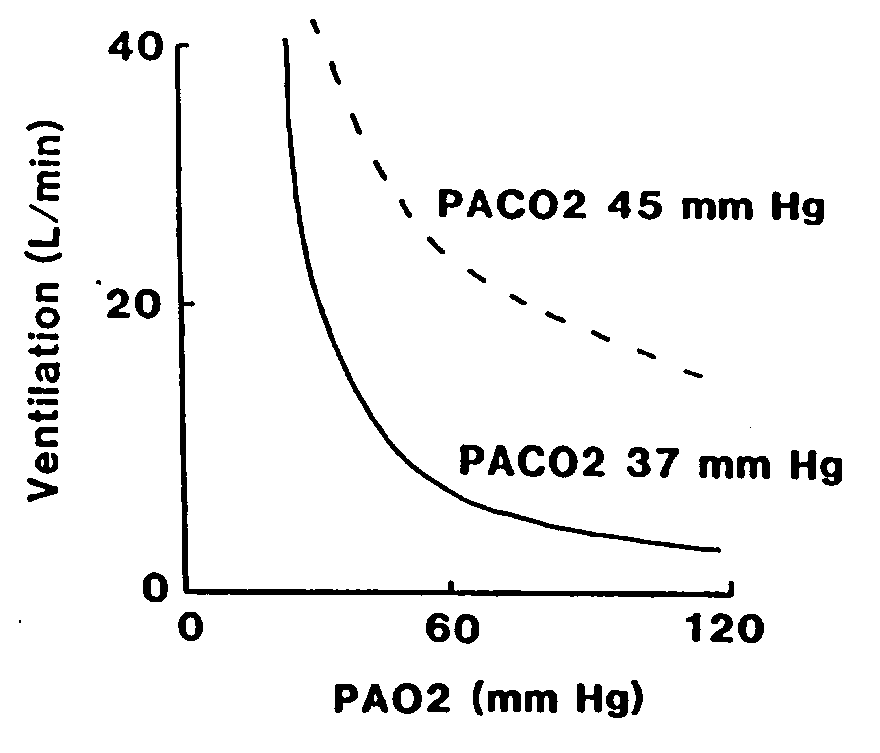 40
PACO2 45 mm Hg
20
Ventilation (L/min)
PACO2 37 mm Hg
0
0 60 120
PAO2 (mm Hg)